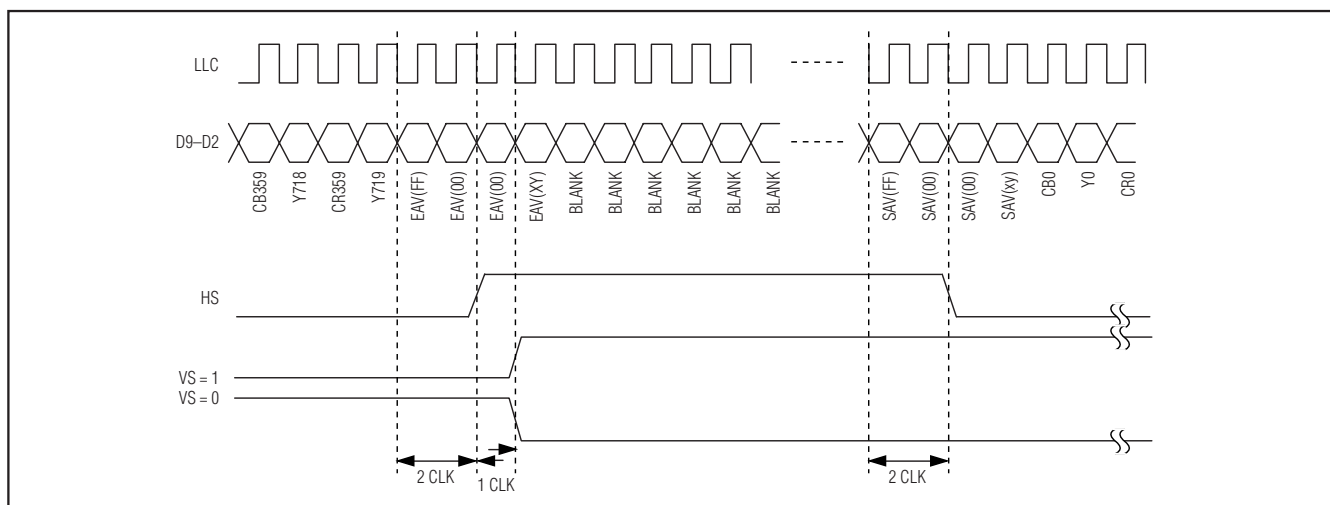 LLC
D9–D2
CB359
Y718
CR359
Y719
EAV(FF)
EAV(00)
EAV(00)
EAV(XY)
BLANK
BLANK
BLANK
BLANK
BLANK
BLANK
SAV(FF)
SAV(00)
SAV(00)
SAV(xy)
CB0
Y0
CR0
HS
VS = 1
VS = 0
2 CLK
1 CLK
2 CLK